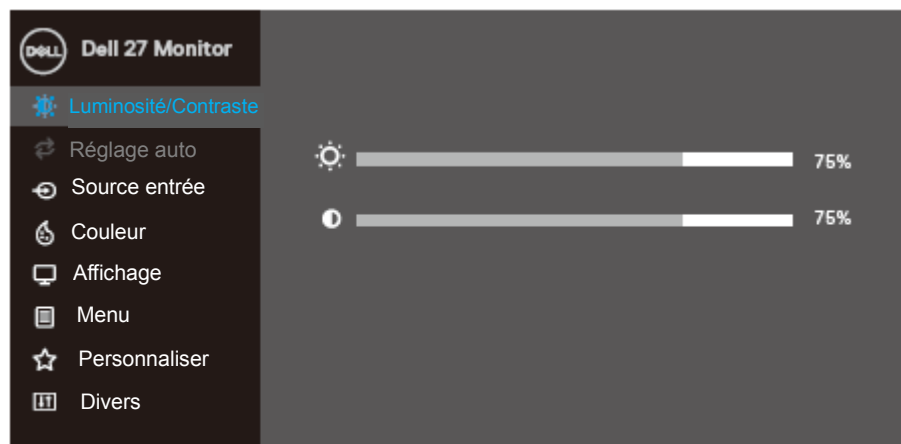 DELL
Dell 27 Monitor
Luminosité/Contraste
Réglage auto
75%
Source entrée
75%
Couleur
Affichage
Menu
Personnaliser
Divers